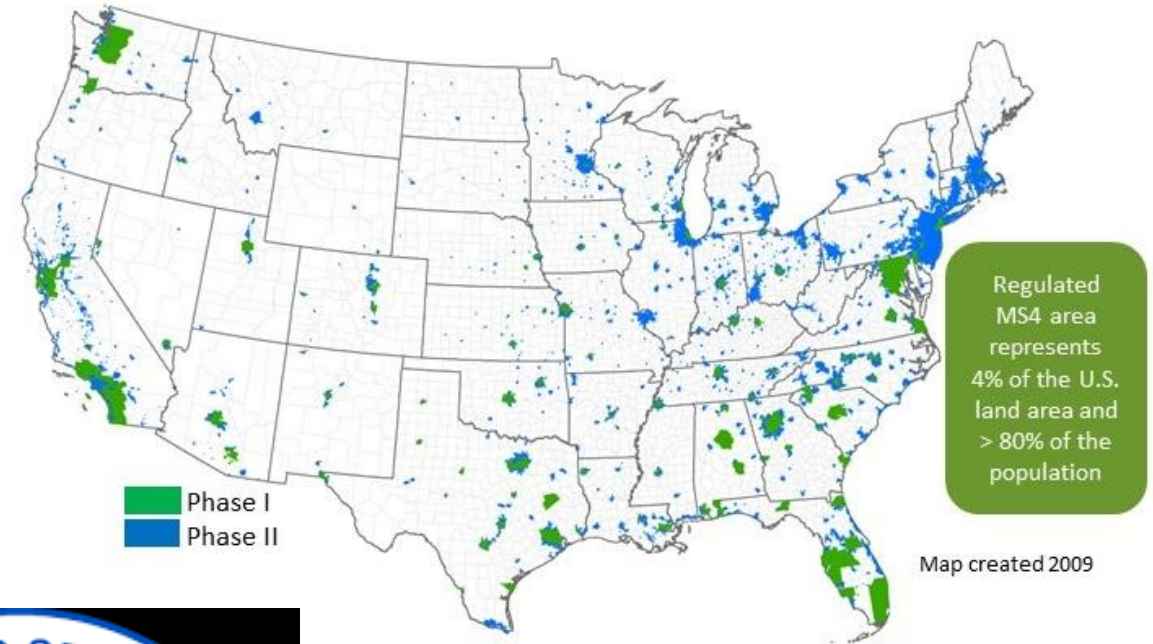 Regulated
MS4 area
represents
4% of the U.S.
land area and
> 80% of the
population
Phase I
Phase II
Map created 2009